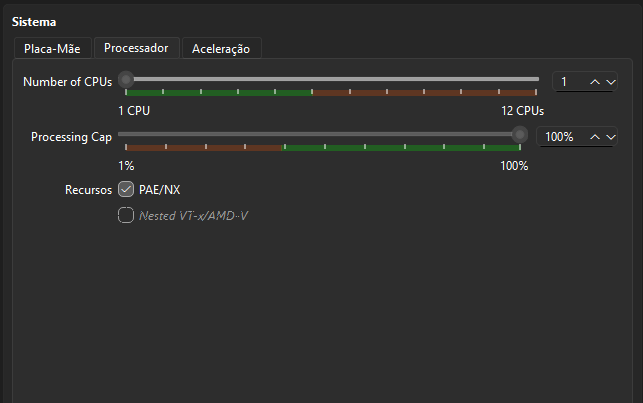 Sistema
Placa-Mãe Processador Aceleração
Number of CPUs 1
1 CPU 12 CPUs
Processing Cap 100%
1% 100%
Recursos PAE/NX
Nested VT-x/AMD-V